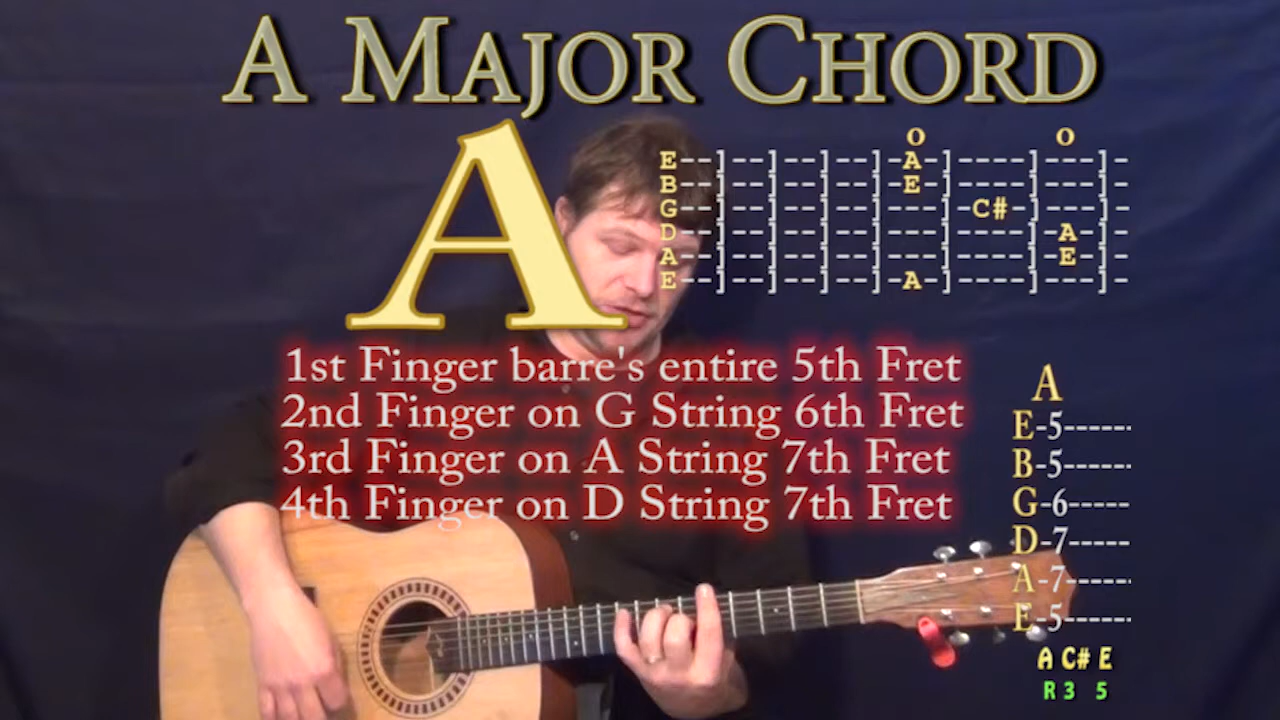 A MAJOR CHORD
A
O O
E--]--]--]--]-A-]----]---]-
B--]--]--]--]-E-]----]---]-
G--]--]--]--]---]-C#-]---]-
D--]--]--]--]---]----]-A-]-
A--]--]--]--]---]----]-E-]-
E--]--]--]--]-A-]----]---]-
1st Finger barre's entire 5th Fret
2nd Finger on G String 6th Fret
3rd Finger on A String 7th Fret
4th Finger on D String 7th Fret
A
E-5------
B-5------
G-6-----
D-7-----
A-7------
E-5------
A C# E
R 3 5